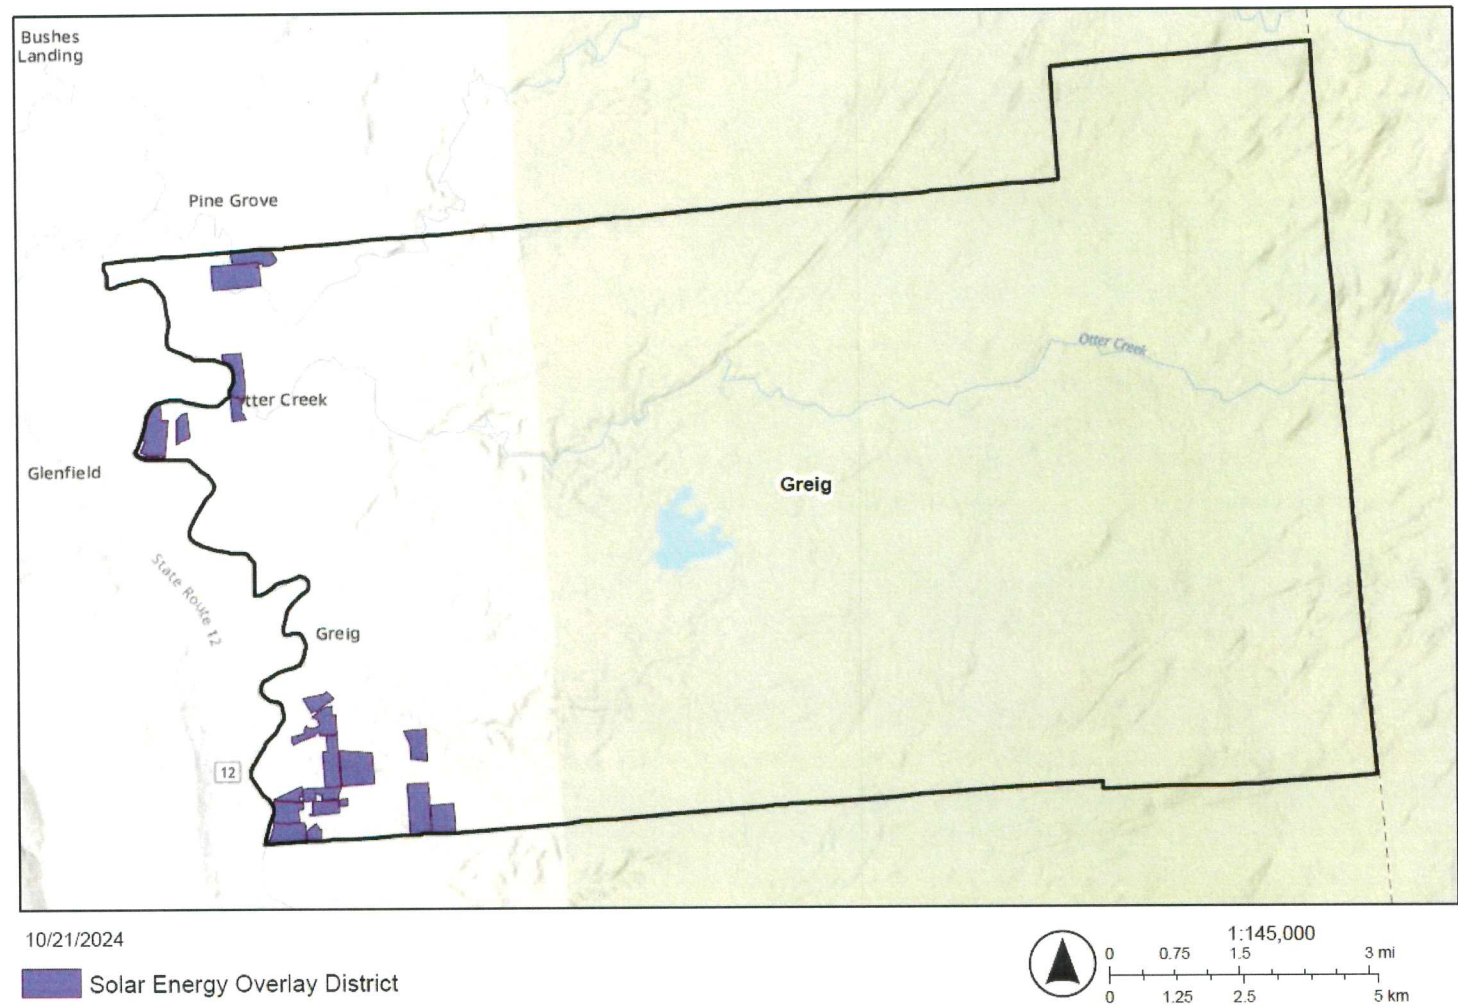 Bushes
Landing
Pine Grove
Otter Creek
tter Creek
Glenfield
Greig
State Route 12
Greig
12
10/21/2024
Solar Energy Overlay District
1:145,000
0 0.75 1.5 3 mi
0 1.25 2.5 5 km